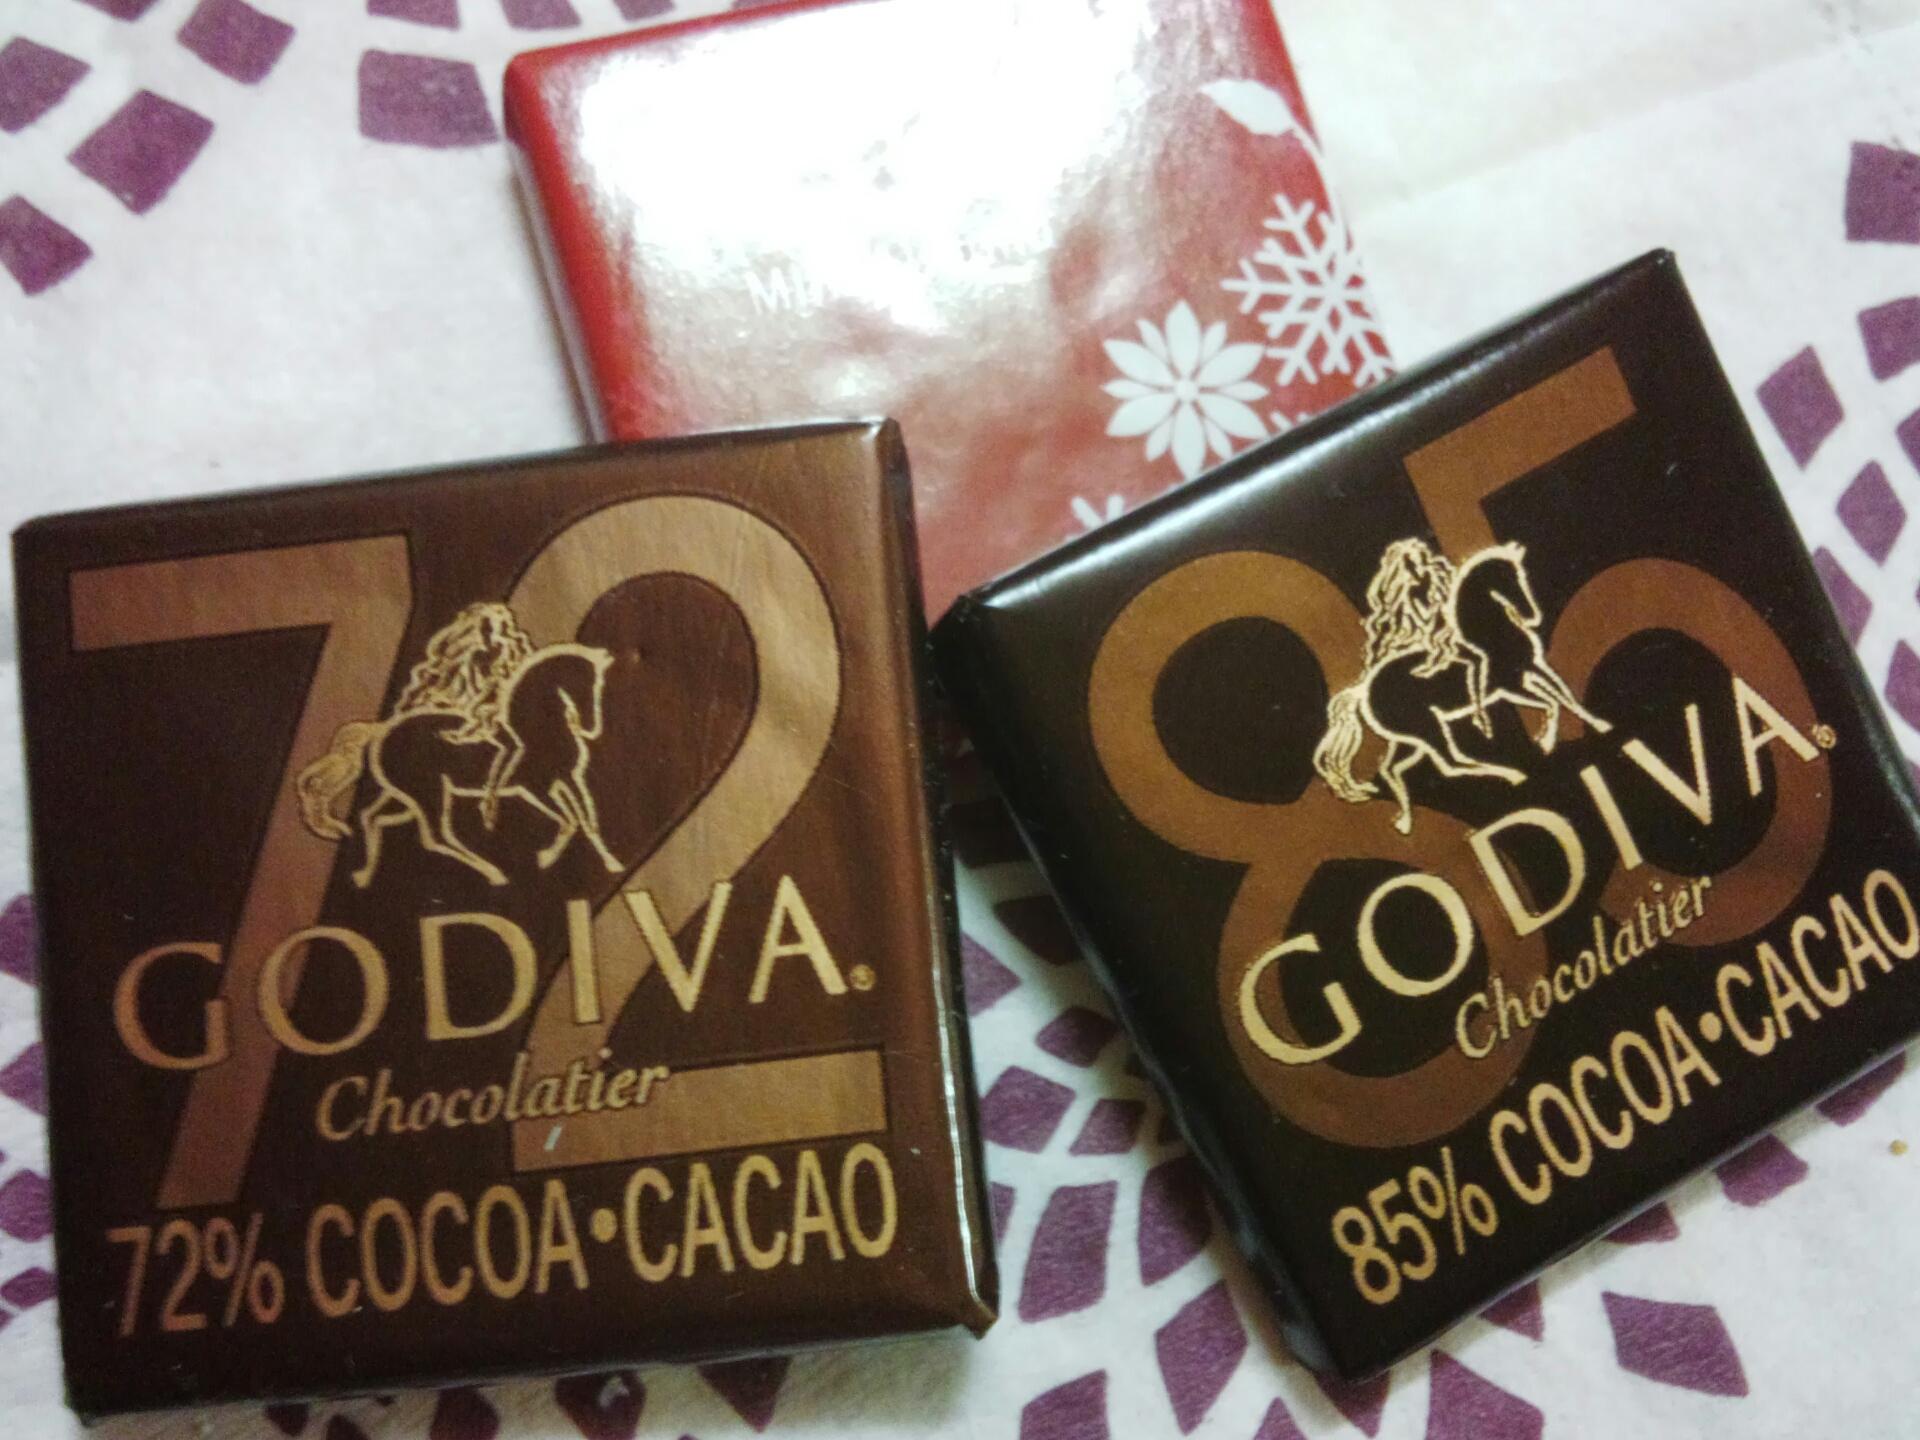 72
GODIVA®
Chocolatier
72% COCOA•CACAO
85
GODIVA®
Chocolatier
85% COCOA•CACAO